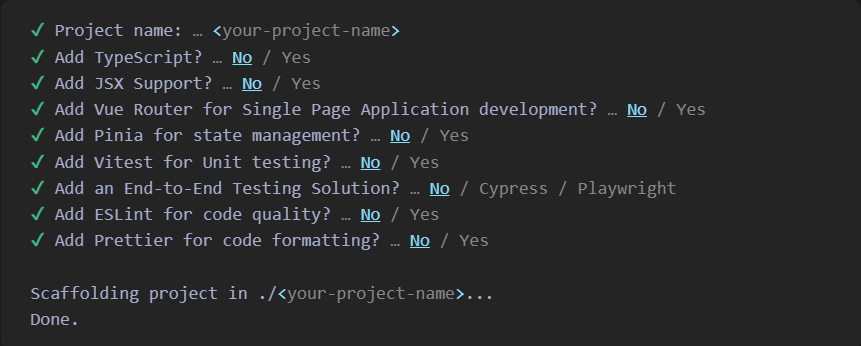 ✓ Project name: … <your-project-name>
✓ Add TypeScript? … No / Yes
✓ Add JSX Support? … No / Yes
✓ Add Vue Router for Single Page Application development? … No / Yes
✓ Add Pinia for state management? … No / Yes
✓ Add Vitest for Unit testing? … No / Yes
✓ Add an End-to-End Testing Solution? … No / Cypress / Playwright
✓ Add ESLint for code quality? … No / Yes
✓ Add Prettier for code formatting? … No / Yes
Scaffolding project in ./<your-project-name>...
Done.